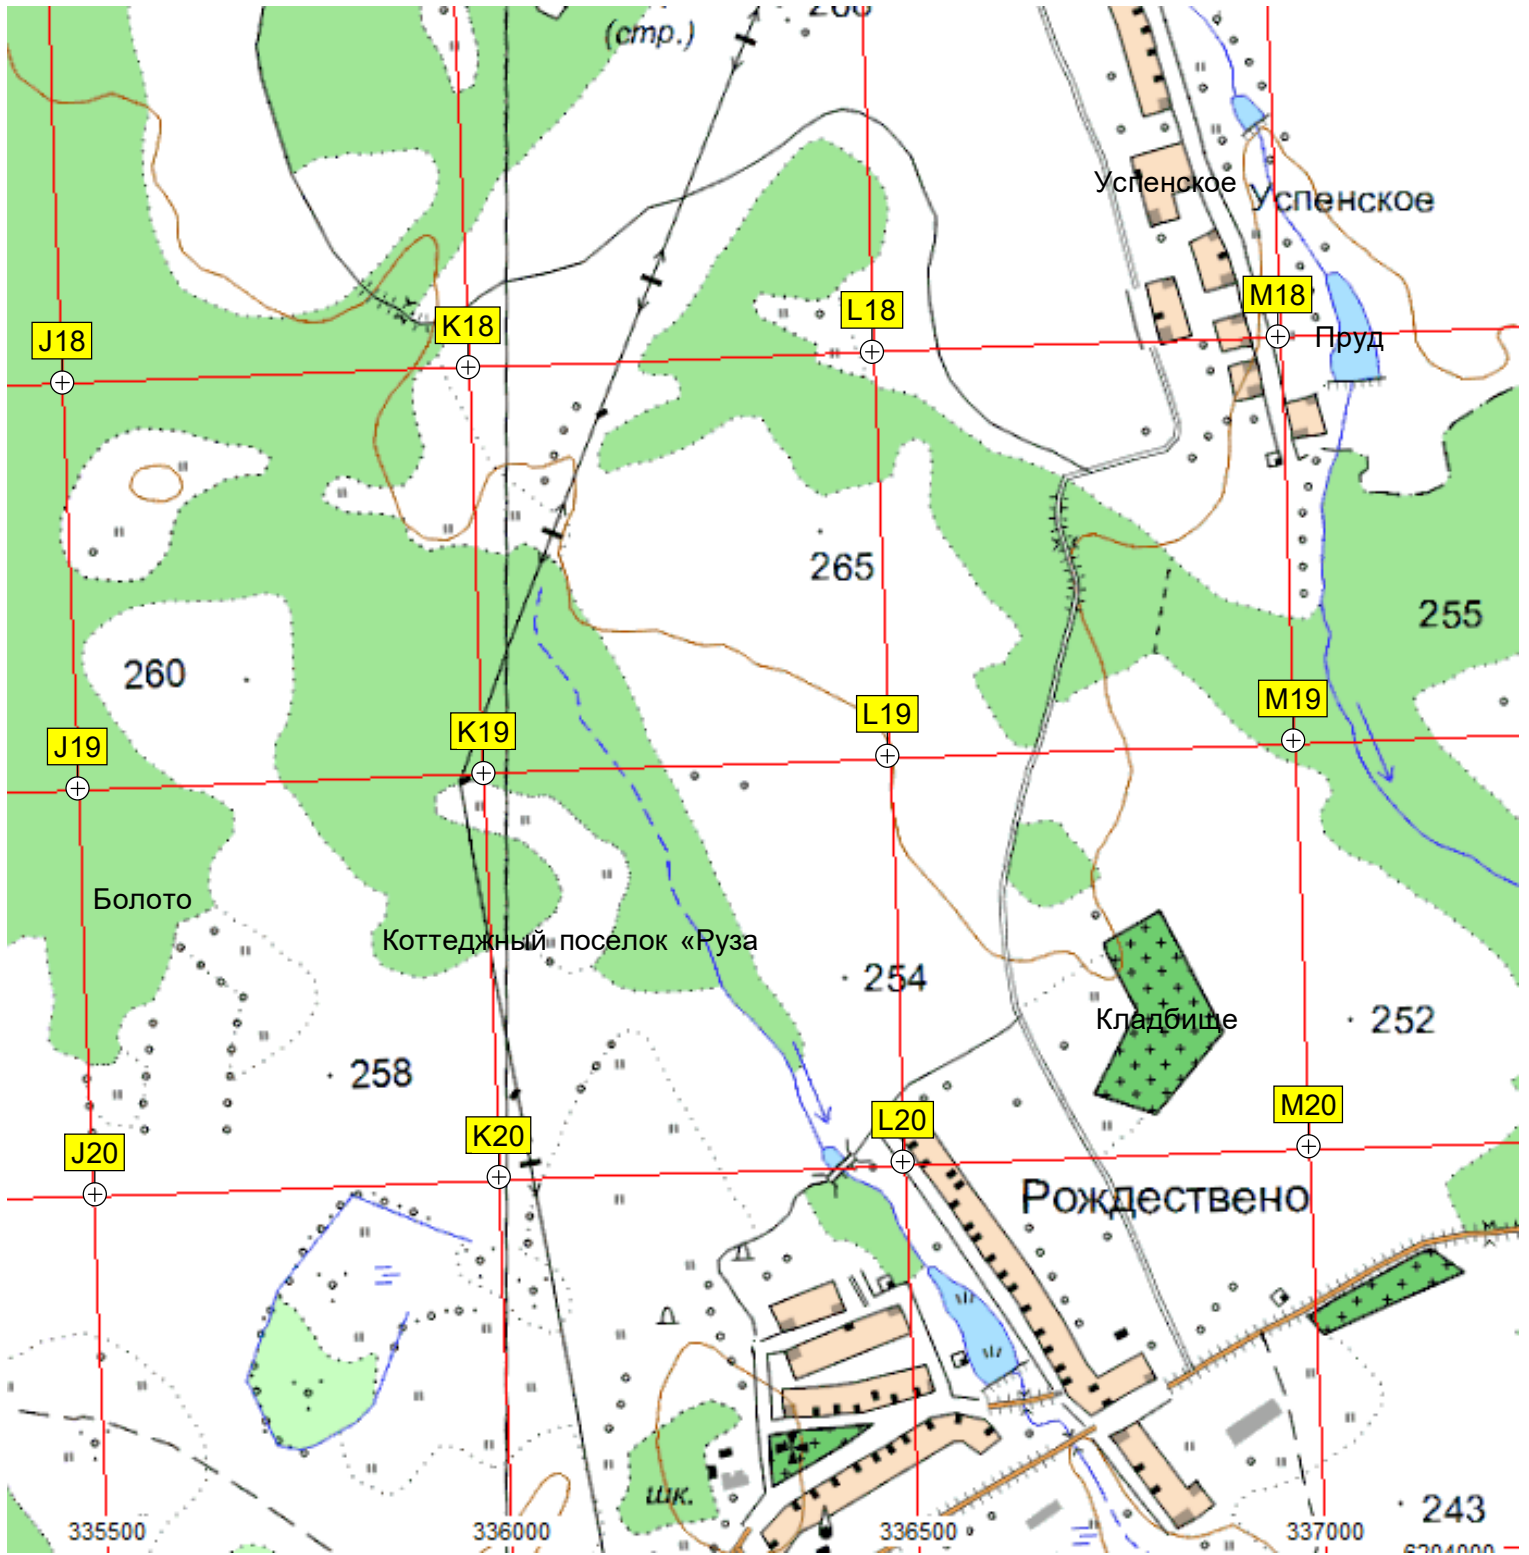 (стр.)
Успенское
Успенское
M18
L18
K18
J18
Пруд
265
255
260
M19
L19
K19
J19
Болото
Коттеджный поселок «Руза
254
Кладбище
252
258
M20
L20
K20
J20
Рождествено
шк.
243
335500
336000
336500
337000